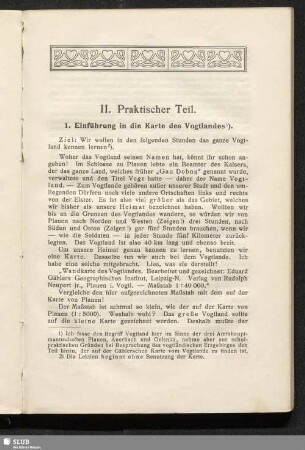 II. Praktischer Teil.
1. Einführung in die Karte des Vogtlandes¹).
Ziel: Wir wollen in den folgenden Stunden das ganze Vogt-
land kennen lernen²).
Woher das Vogtland seinen Namen hat, könnt ihr schon an-
geben! Im Schlosse zu Plauen lebte ein Beamter des Kaisers,
der das ganze Land, welches früher „Gau Dobna“ genannt wurde,
verwaltete und den Titel Vogt hatte — daher der Name Vogt-
land. — Zum Vogtlande gehören außer unserer Stadt und den um-
liegenden Dörfern noch viele andere Ortschaften links und rechts
von der Elster. Es ist also viel größer als das Gebiet, welches
wir bisher als unsere Heimat bezeichnet haben. Wollten wir
bis an die Grenzen des Vogtlandes wandern, so würden wir von
Plauen nach Norden und Westen (Zeigen!) drei Stunden, nach
Süden und Osten (Zeigen!) gar fünf Stunden brauchen, wenn wir
— wie die Soldaten — in jeder Stunde fünf Kilometer zurück-
legten. Das Vogtland ist also 40 km lang und ebenso breit.
Um unsere Heimat genau kennen zu lernen, benutzten wir
eine Karte. Dasselbe tun wir auch bei dem Vogtlande. Ich
habe eine solche mitgebracht. Lies, was sie darstellt!
„Wandkarte des Vogtlandes. Bearbeitet und gezeichnet: Eduard
Gäblers Geographisches Institut, Leipzig-N. Verlag von Rudolph
Neupert jr., Plauen i. Vogtl. — Maßstab 1:40 000.“
Vergleicht den hier aufgezeichneten Maßstab mit dem auf der
Karte von Plauen!
Der Maßstab ist achtmal so klein, wie der auf der Karte von
Plauen (1:5000). Weshalb wohl? Das große Vogtland sollte
auf die kleine Karte gezeichnet werden. Deshalb mußte der
1) Ich fasse den Begriff Vogtland hier im Sinne der drei Amtshaupt-
mannschaften Plauen, Auerbach und Oelsnitz, nehme aber aus schul-
praktischen Gründen bei Besprechung des vogtländischen Erzgebirges den
Teil hinzu, der auf der Gäblerschen Karte vom Vogtlande zu finden ist.
2) Die Lektion beginnt ohne Benutzung der Karte.
SLUB